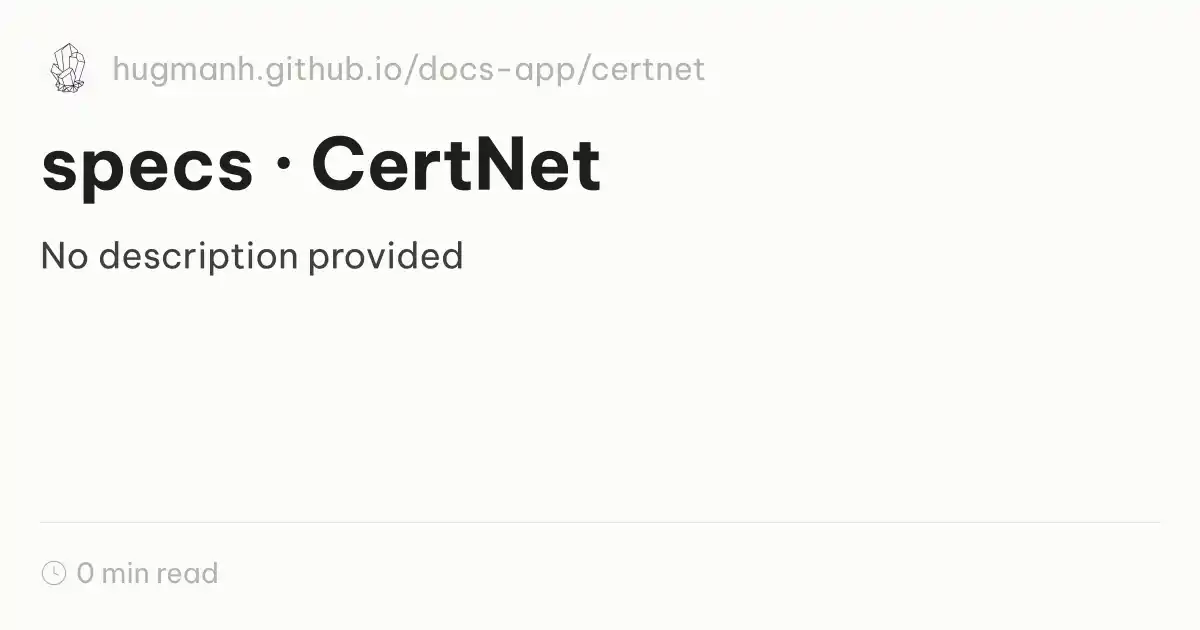 hugmanh.github.io/docs-app/certnet
specs · CertNet
No description provided
0 min read